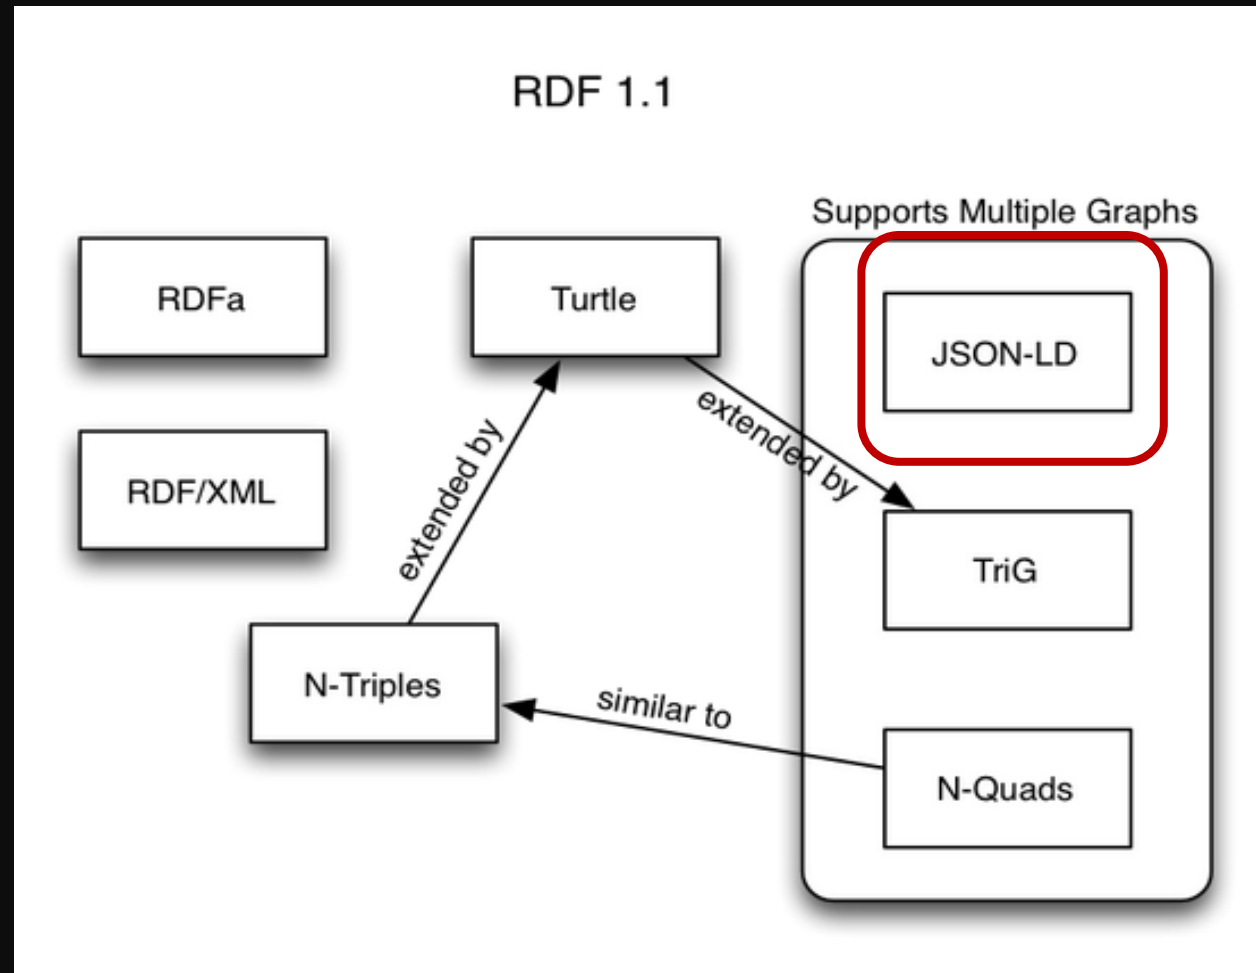 RDF 1.1
Supports Multiple Graphs
RDFa
Turtle
JSON-LD
extended by
extended by
RDF/XML
TriG
N-Triples
similar to
N-Quads